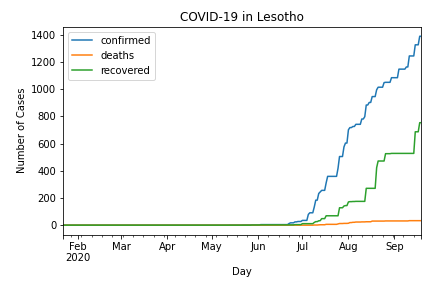 COVID-19 in Lesotho
confirmed
deaths
recovered
1400
1200
1000
800
600
400
200
0
Number of Cases
Feb Mar Apr May Jun Jul Aug Sep
2020
Day